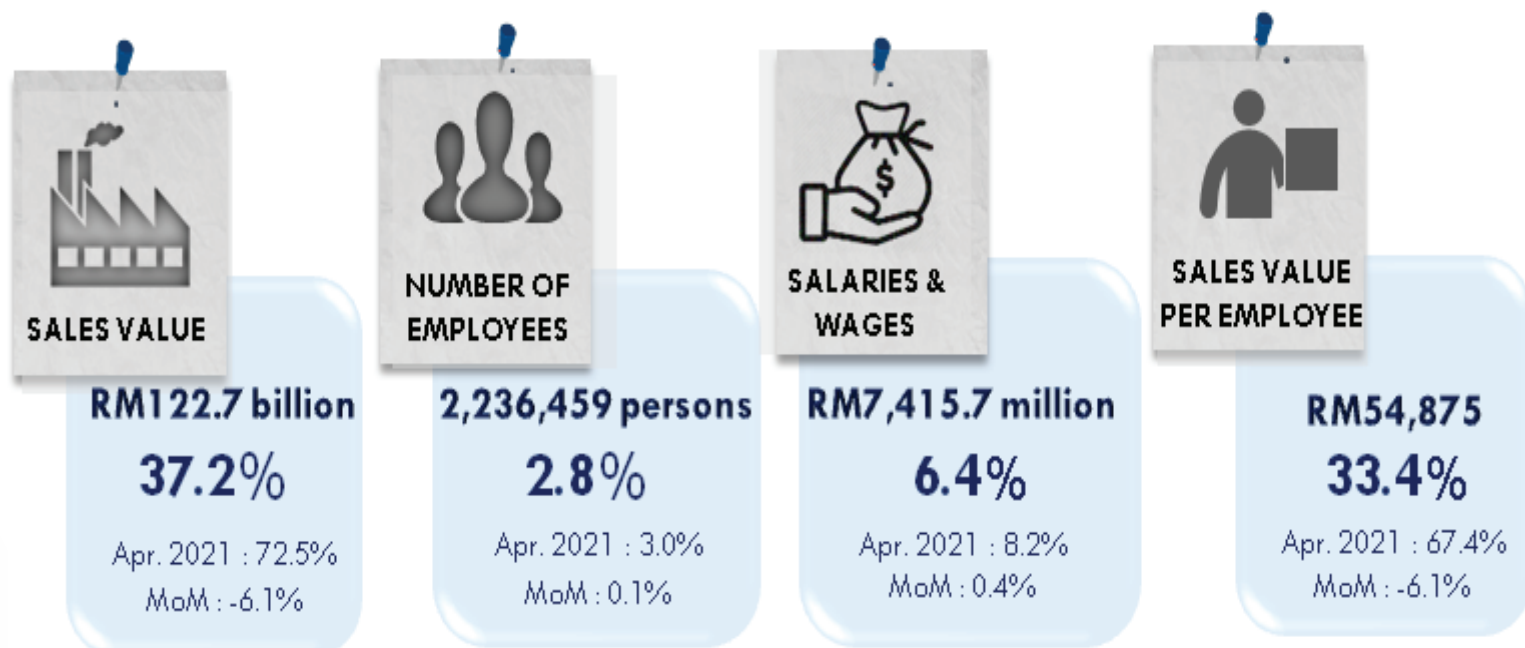 SALES VALUE
RM122.7 billion
37.2%
Apr. 2021 : 72.5%
MoM : -6.1%
NUMBER OF
EMPLOYEES
2,236,459 persons
2.8%
Apr. 2021 : 3.0%
MoM : 0.1%
$
SALARIES &
WAGES
RM7,415.7 million
6.4%
Apr. 2021 : 8.2%
MoM : 0.4%
SALES VALUE
PER EMPLOYEE
RM54,875
33.4%
Apr. 2021 : 67.4%
MoM : -6.1%